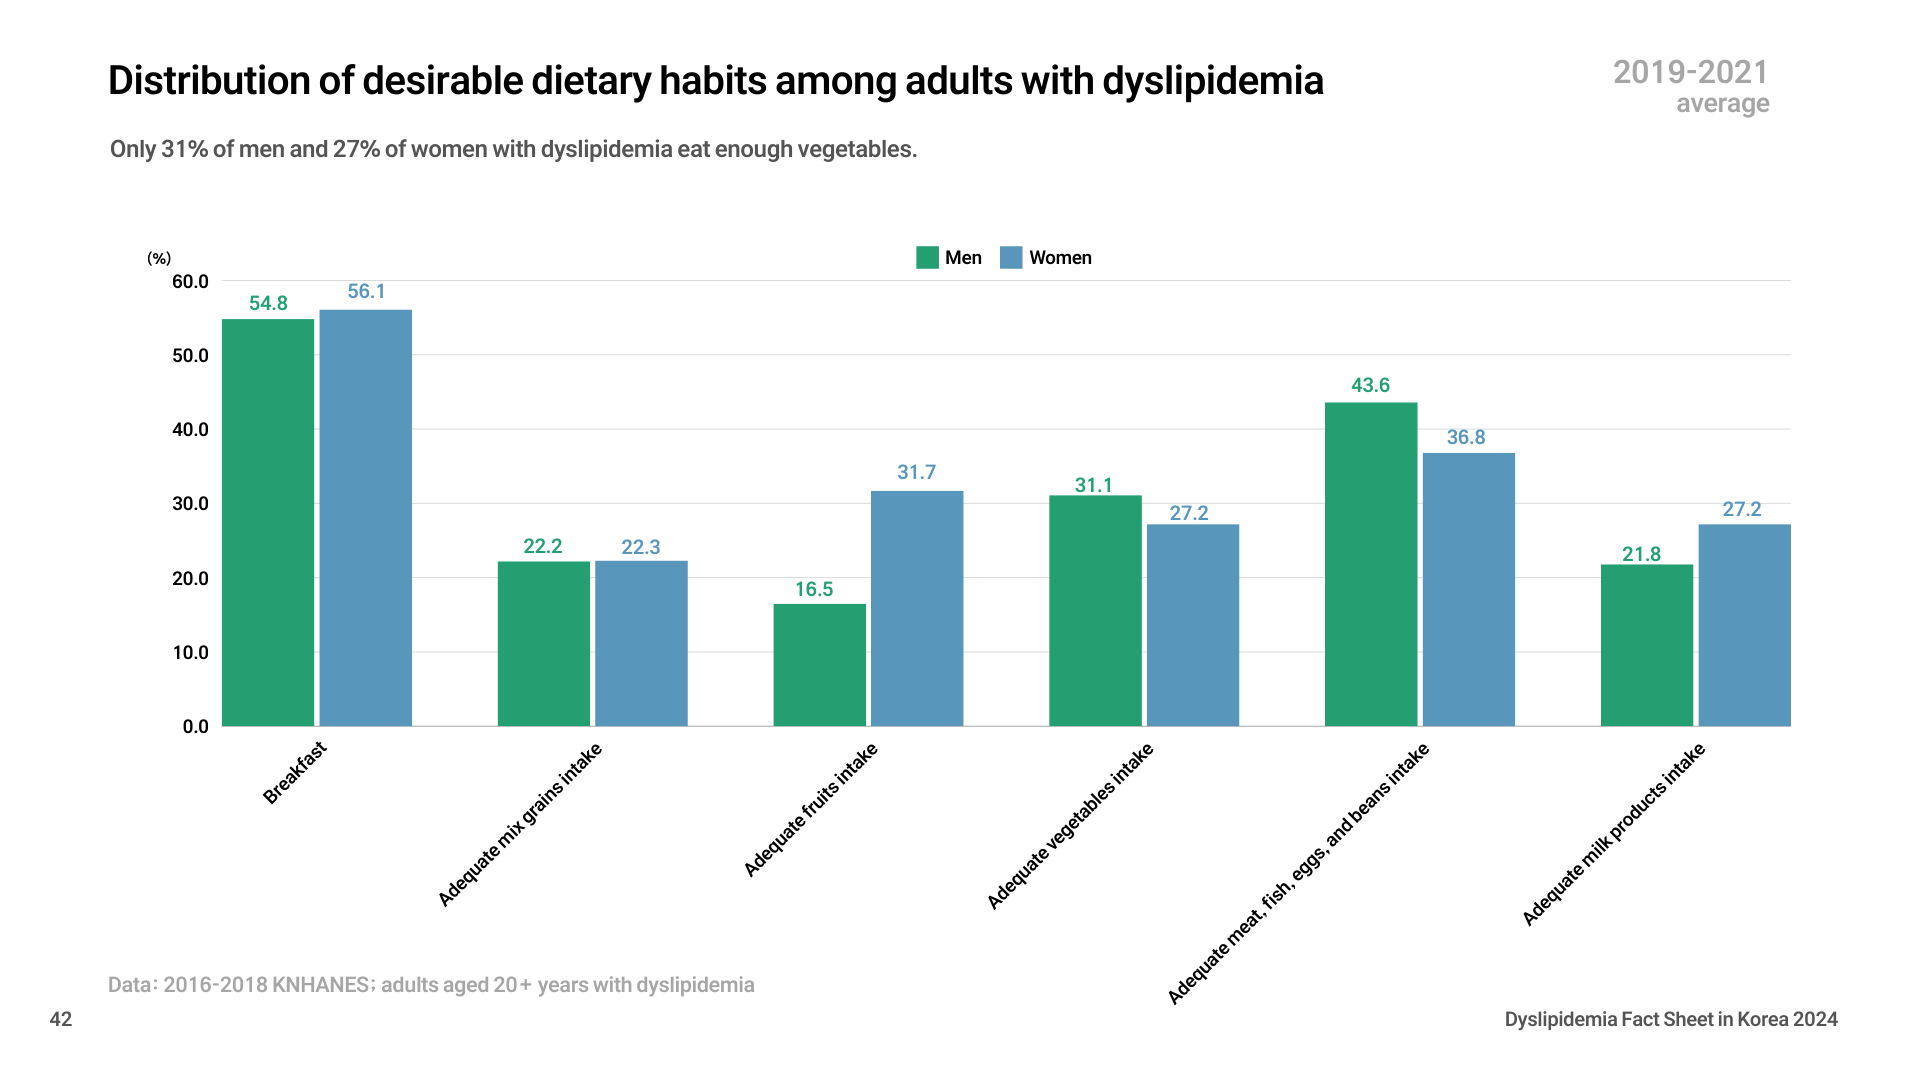 Distribution of desirable dietary habits among adults with dyslipidemia
2019-2021
average
Only 31% of men and 27% of women with dyslipidemia eat enough vegetables.
(%)
Men
Women
60.0
50.0
40.0
30.0
20.0
10.0
0.0
54.8
56.1
22.2
22.3
16.5
31.7
31.1
27.2
43.6
36.8
21.8
27.2
Breakfast
Adequate mix grains intake
Adequate fruits intake
Adequate vegetables intake
Adequate meat, fish, eggs, and beans intake
Adequate milk products intake
Data: 2016-2018 KNHANES; adults aged 20+ years with dyslipidemia
42
Dyslipidemia Fact Sheet in Korea 2024